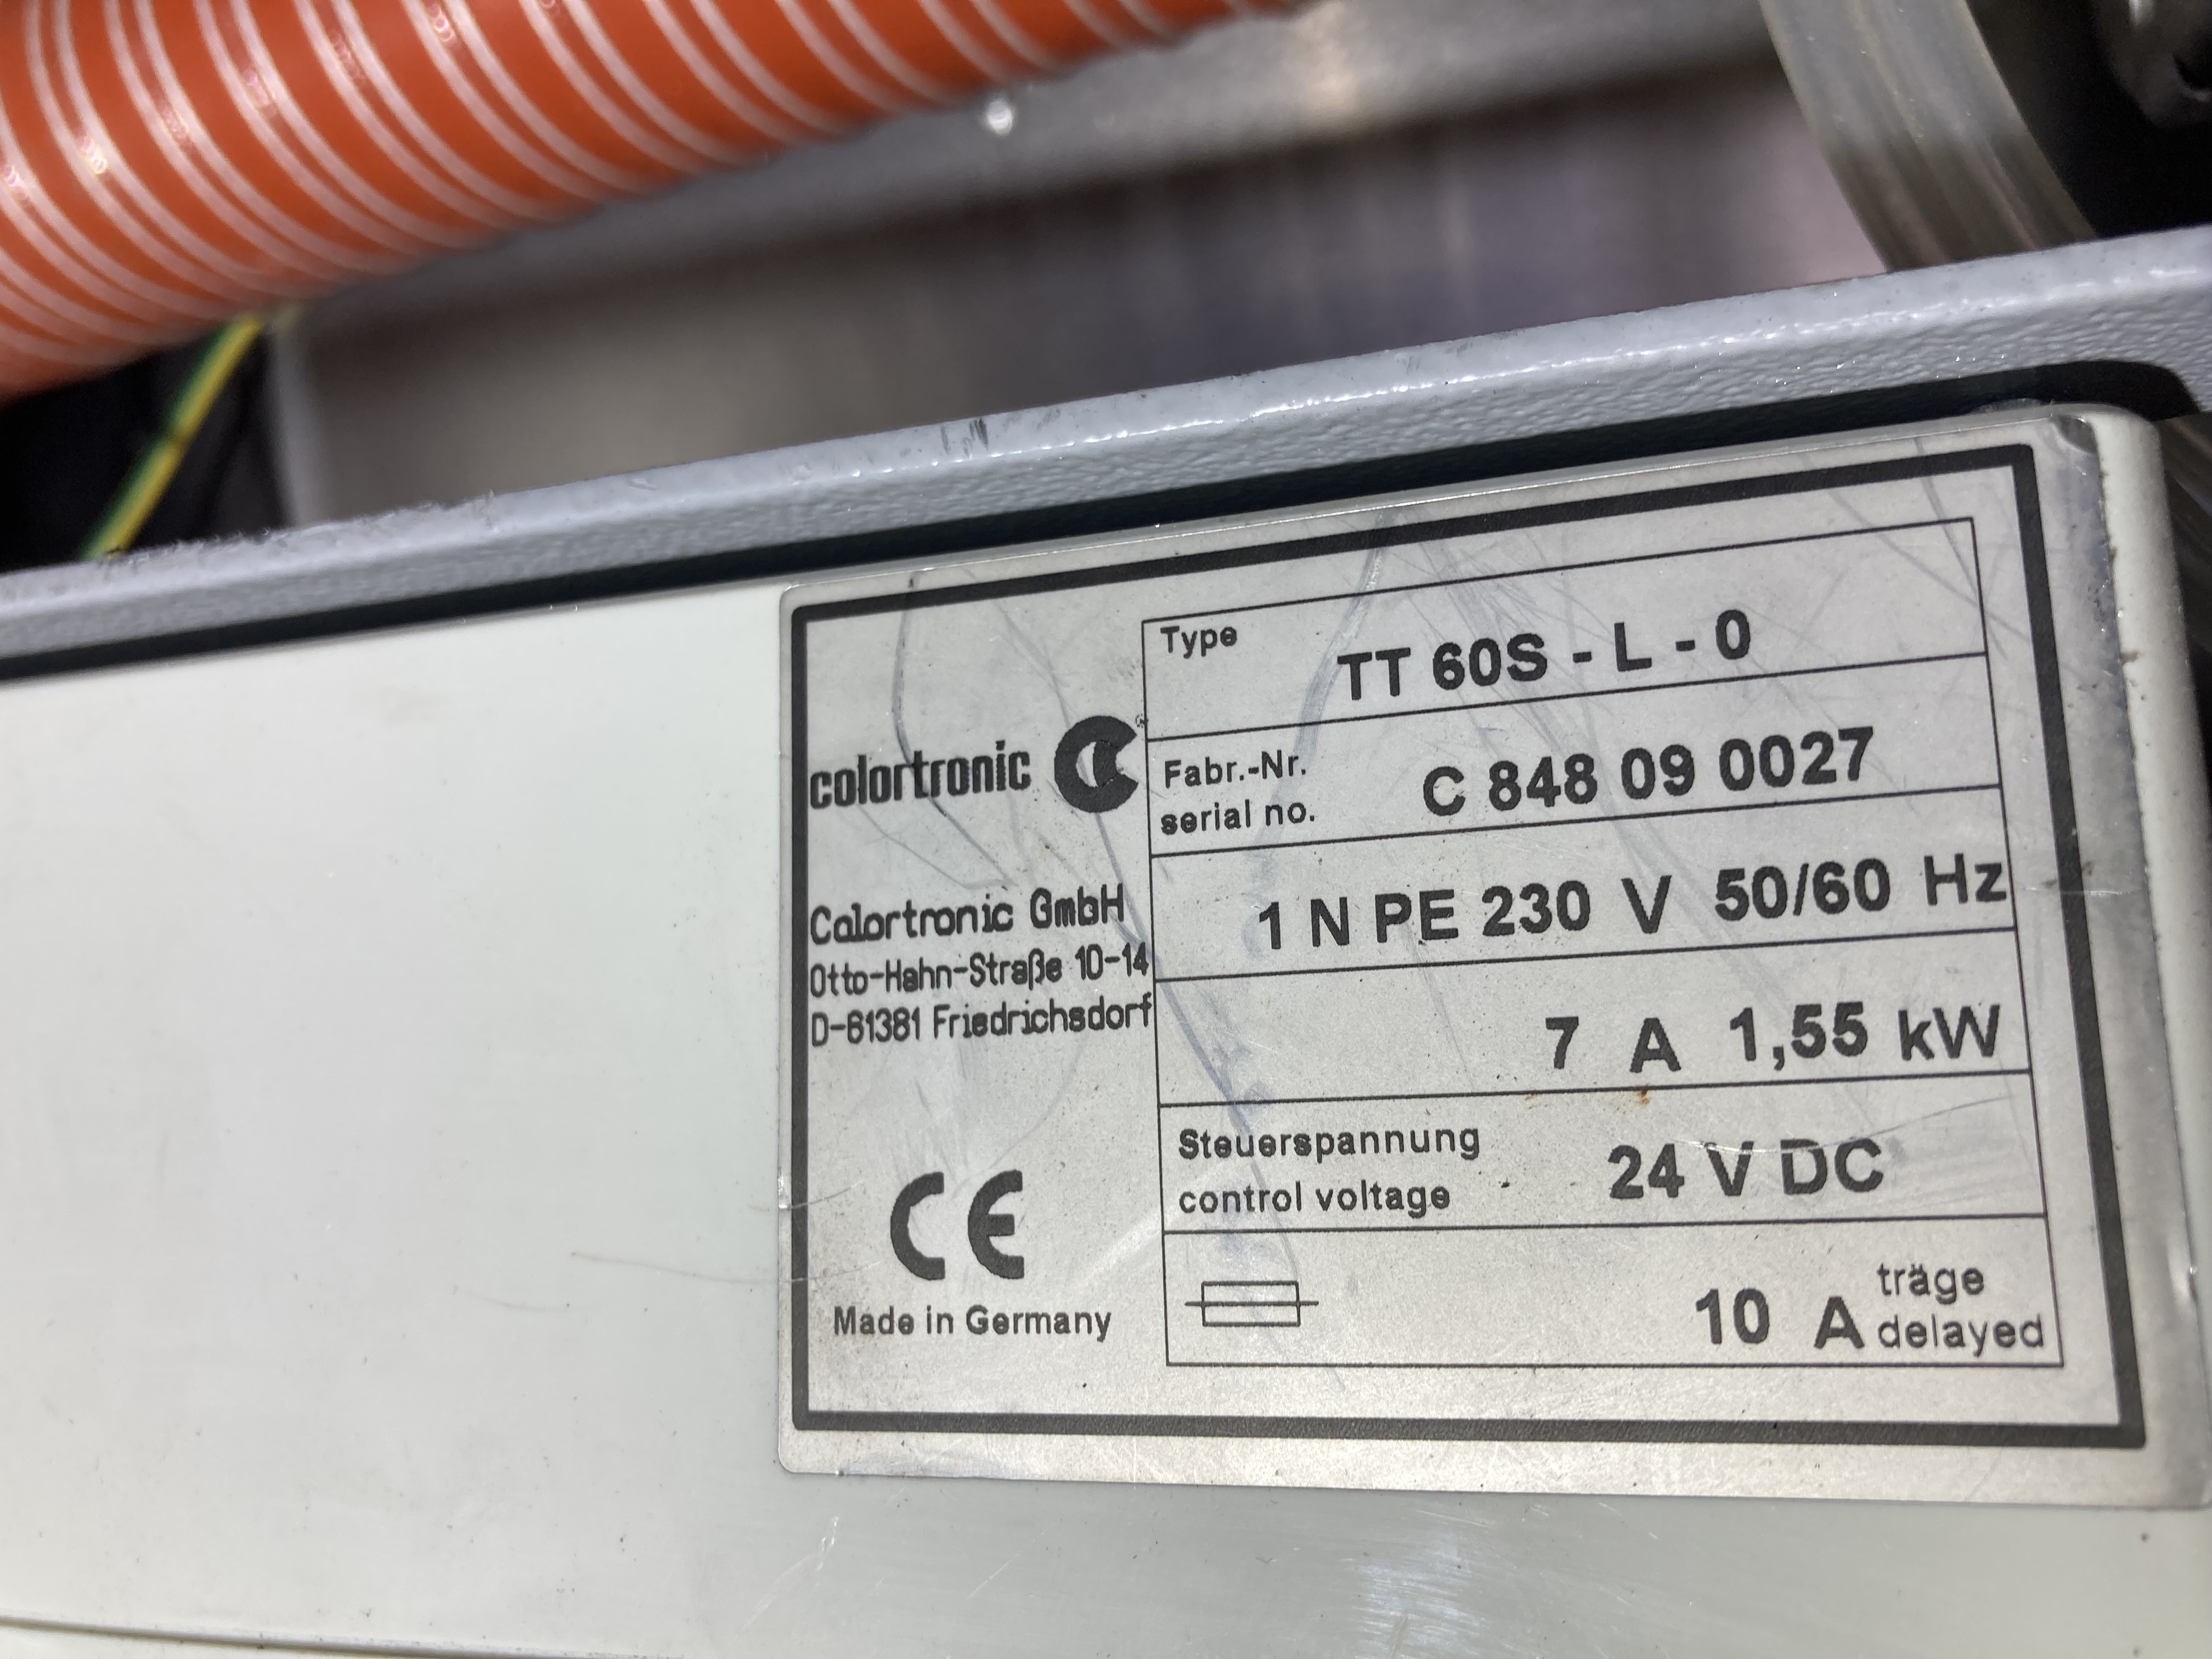 colortronic
Colortronic GmbH
Otto-Hahn-Straße 10-14
D-61381 Friedrichsdorf
CE
Made in Germany
Type TT 60S - L - 0
Fabr.-Nr.
serial no. C 848 09 0027
1 N PE 230 V 50/60 Hz
7 A 1,55 kW
Steuerspannung
control voltage 24 V DC
10 A träge
delayed